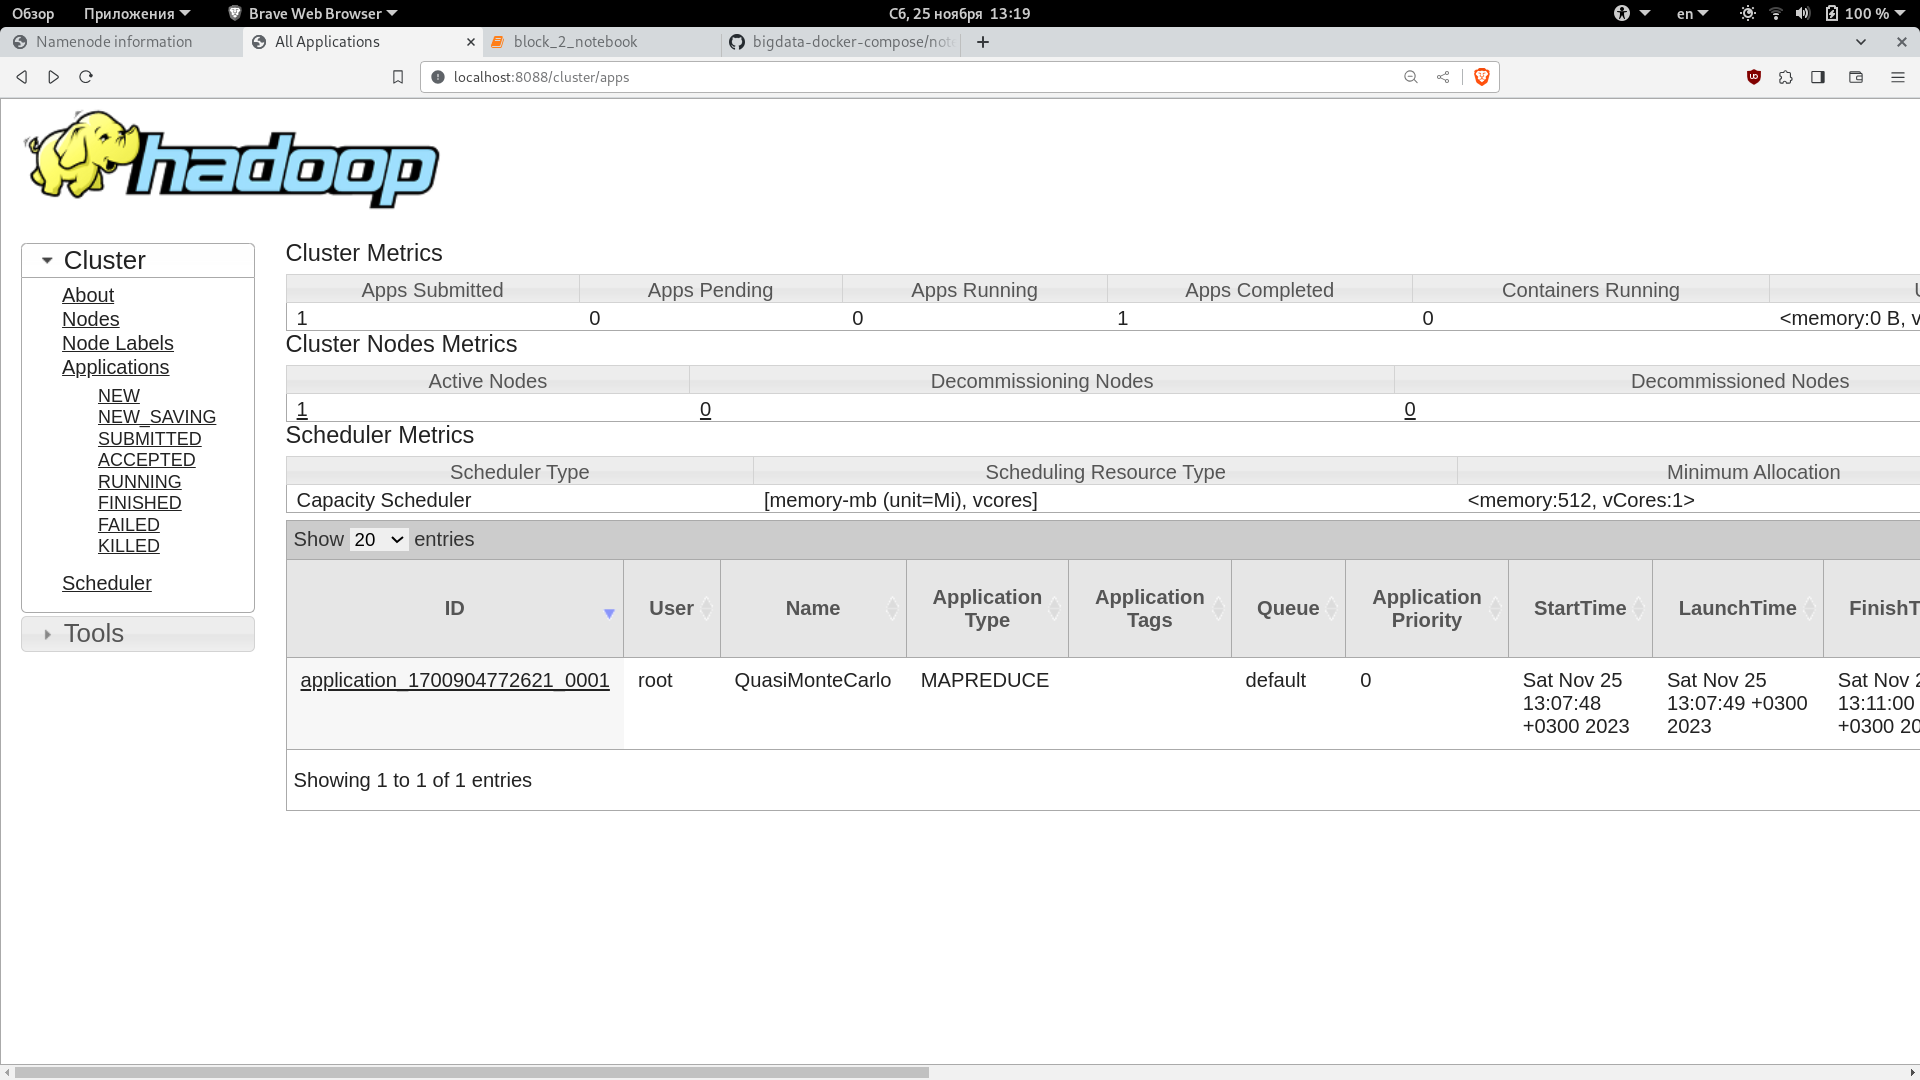 Обзор Приложения Brave Web Browser Сб, 25 ноября 13:19 en 100 %
Namenode information All Applications block_2_notebook bigdata-docker-compose/not
localhost:8088/cluster/apps
hadoop
Cluster
About
Nodes
Node Labels
Applications
NEW
NEW_SAVING
SUBMITTED
ACCEPTED
RUNNING
FINISHED
FAILED
KILLED
Scheduler
Tools
Cluster Metrics
Apps Submitted Apps Pending Apps Running Apps Completed Containers Running U
1 0 0 1 0 <memory:0 B, v
Cluster Nodes Metrics
Active Nodes Decommissioning Nodes Decommissioned Nodes
1 0 0
Scheduler Metrics
Scheduler Type Scheduling Resource Type Minimum Allocation
Capacity Scheduler [memory-mb (unit=Mi), vcores] <memory:512, vCores:1>
Show 20 entries
ID User Name Application Type Application Tags Queue Application Priority StartTime LaunchTime FinishT
application_1700904772621_0001 root QuasiMonteCarlo MAPREDUCE default 0 Sat Nov 25 Sat Nov 25 Sat Nov 2
13:07:48 13:07:49 +0300 13:11:00
+0300 2023 2023 +0300 20
Showing 1 to 1 of 1 entries